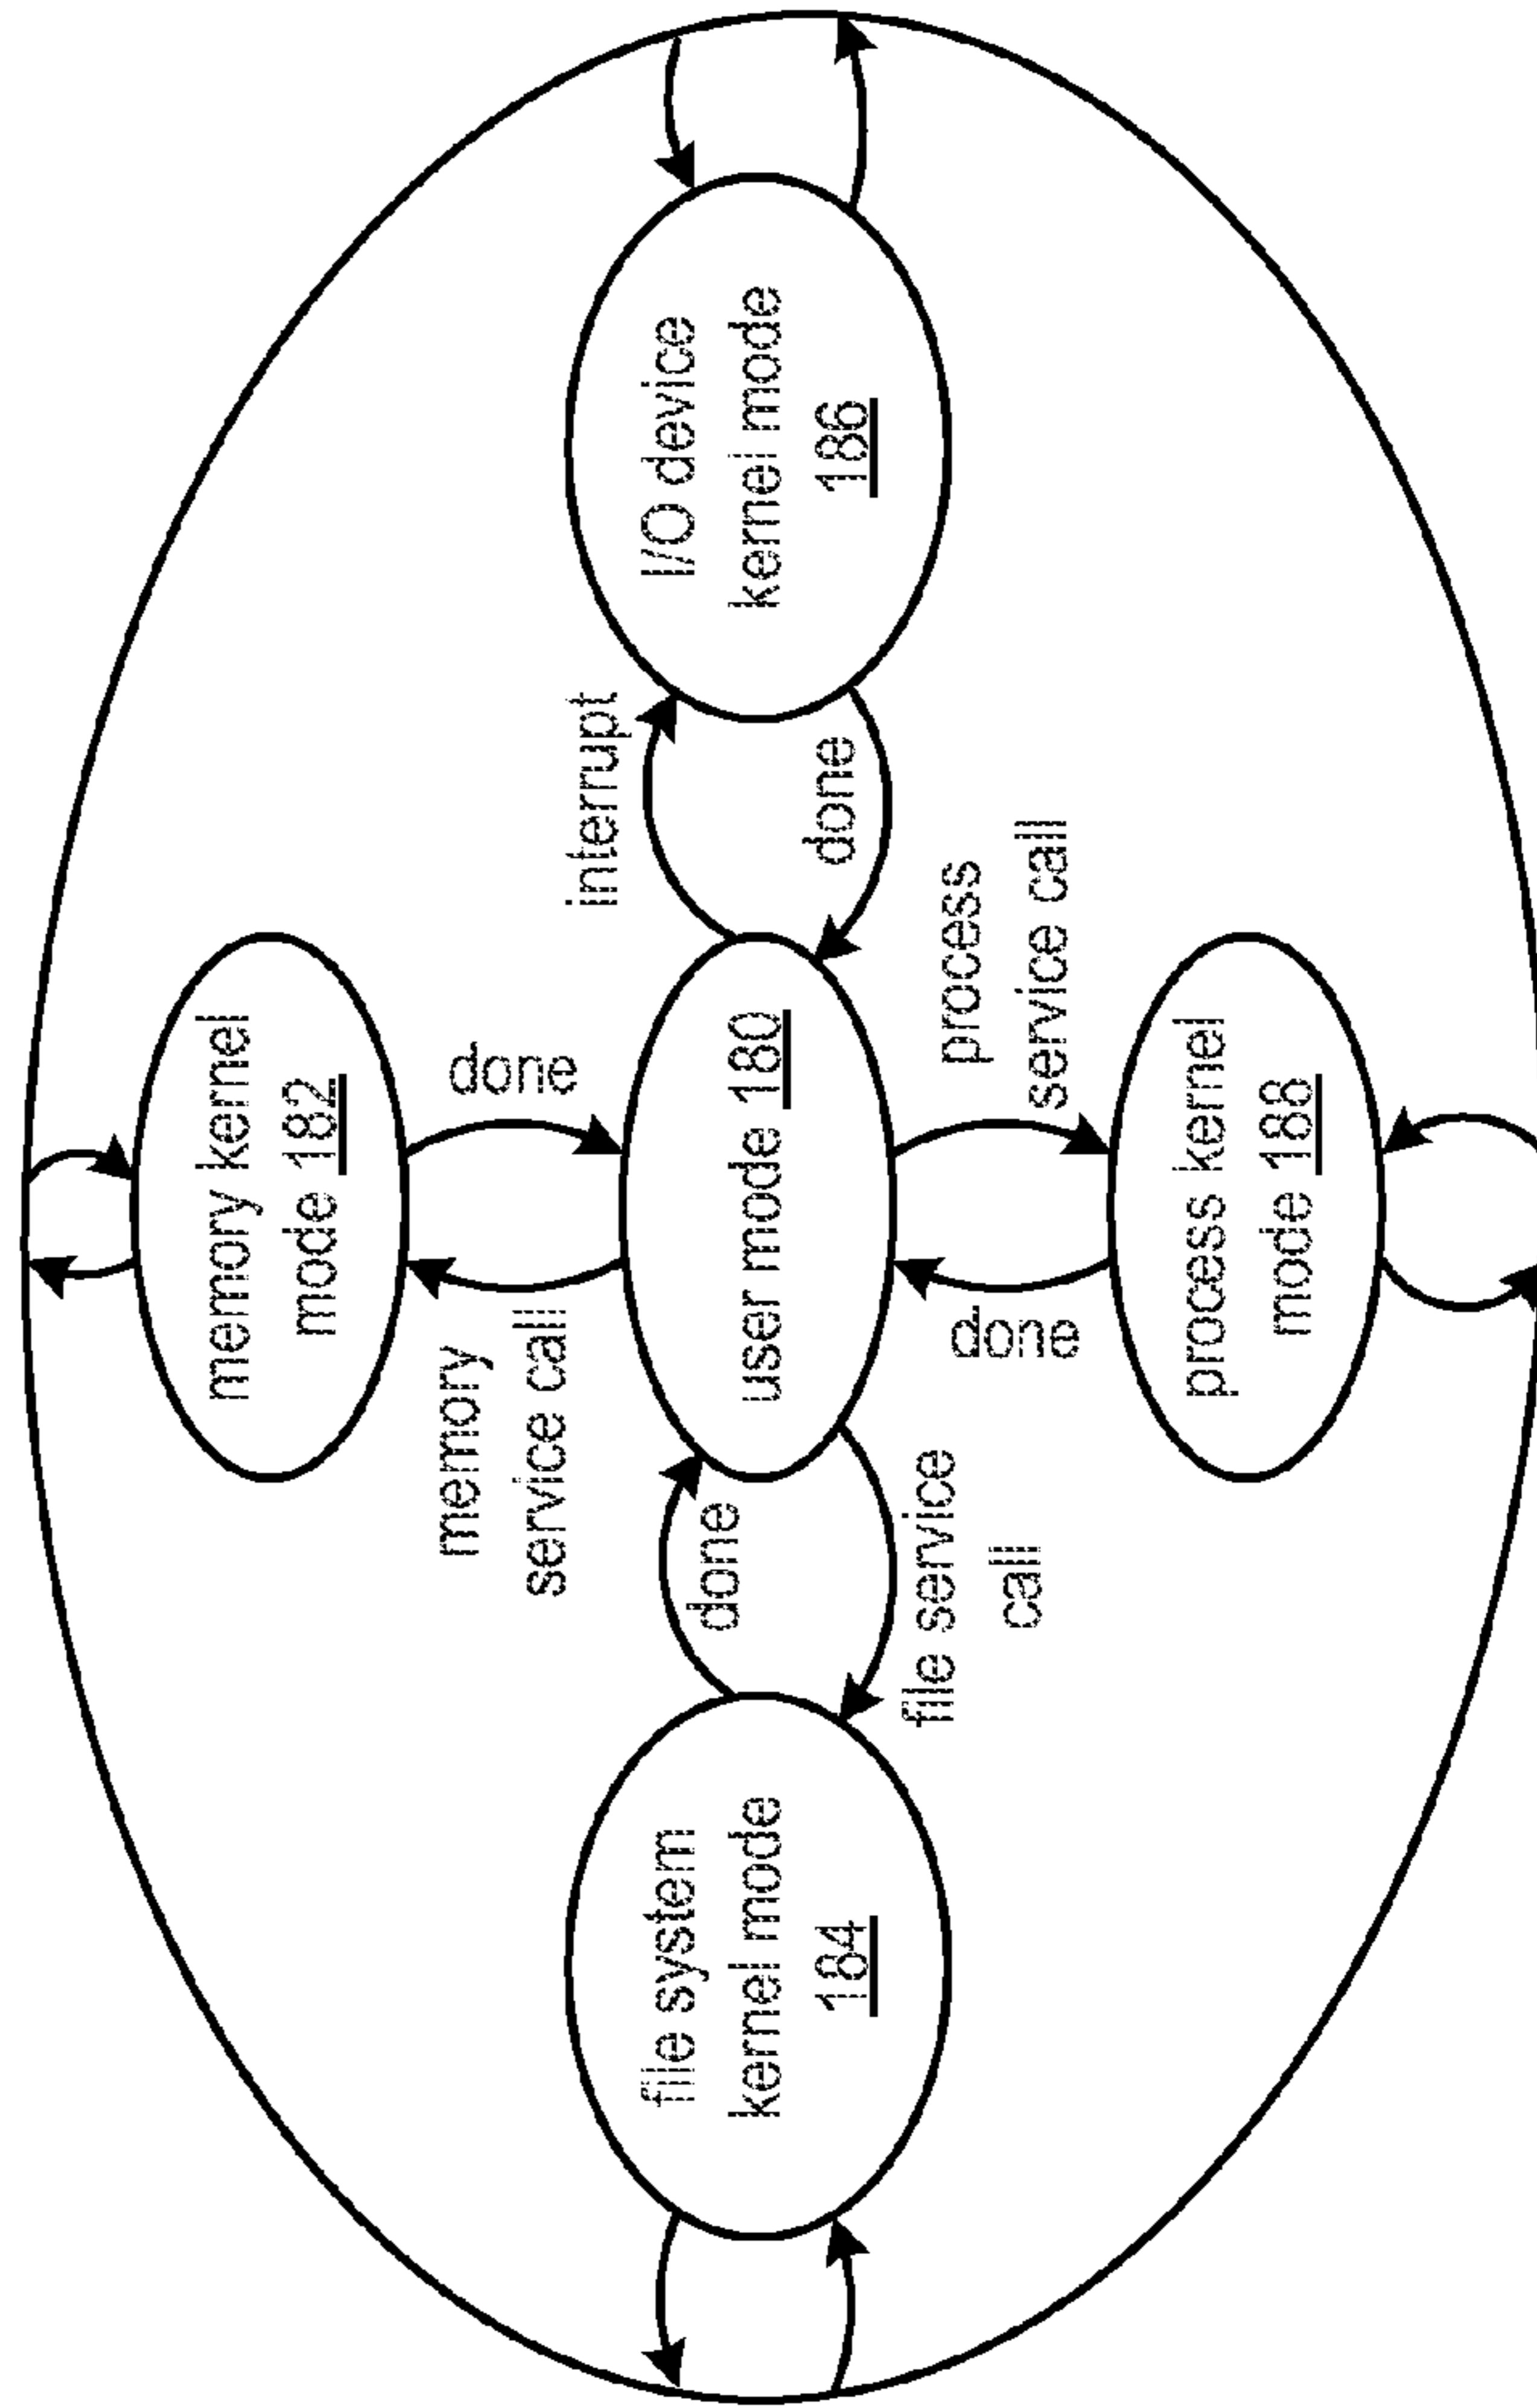 memory kernel
mode 182
memory
service call
done
file system
kernel mode
184
done
file service
call
user mode 180
interrupt
done
I/O device
kernel mode
186
done
process
service call
process kernel
mode 188